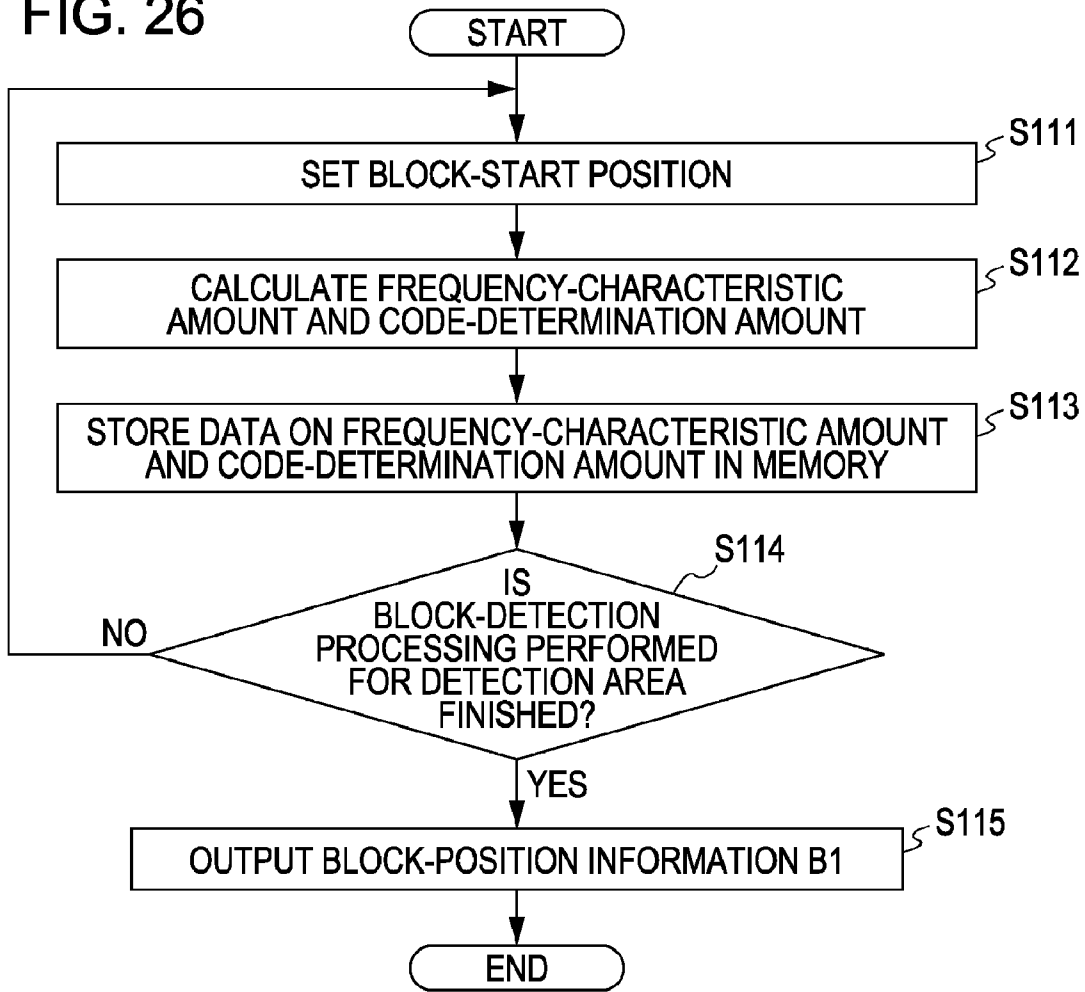 FIG. 26
START
S111
SET BLOCK-START POSITION
S112
CALCULATE FREQUENCY-CHARACTERISTIC
AMOUNT AND CODE-DETERMINATION AMOUNT
S113
STORE DATA ON FREQUENCY-CHARACTERISTIC AMOUNT
AND CODE-DETERMINATION AMOUNT IN MEMORY
S114
IS
BLOCK-DETECTION
PROCESSING PERFORMED
FOR DETECTION AREA
FINISHED?
NO
YES
S115
OUTPUT BLOCK-POSITION INFORMATION B1
END